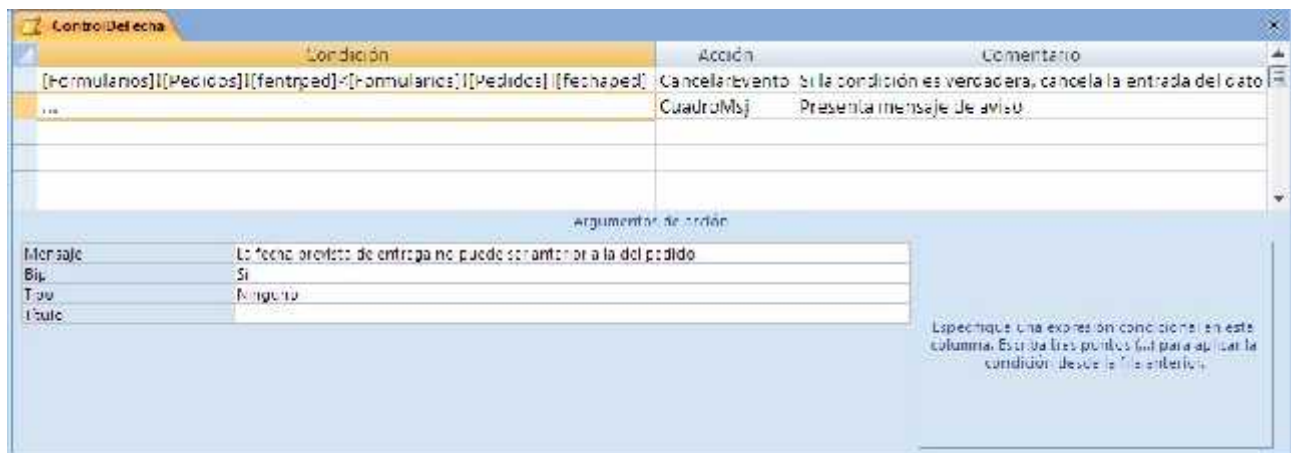 ControlDeFecha
Condición Acción Comentario
[Formularios]![Pedidos]![fentrped]<[Formularios]![Pedidos]![fechaped] CancelarEvento Si la condición es verdadera, cancela la entrada del dato
... CuadroMsj Presenta mensaje de aviso
Argumentos de acción
Mensaje La fecha prevista de entrega no puede ser anterior a la del pedido
Bip Sí
Tipo Ninguno
Título
Especifique una expresión condicional en esta
columna. Escriba tres puntos (...) para aplicar la
condición desde la fila anterior.